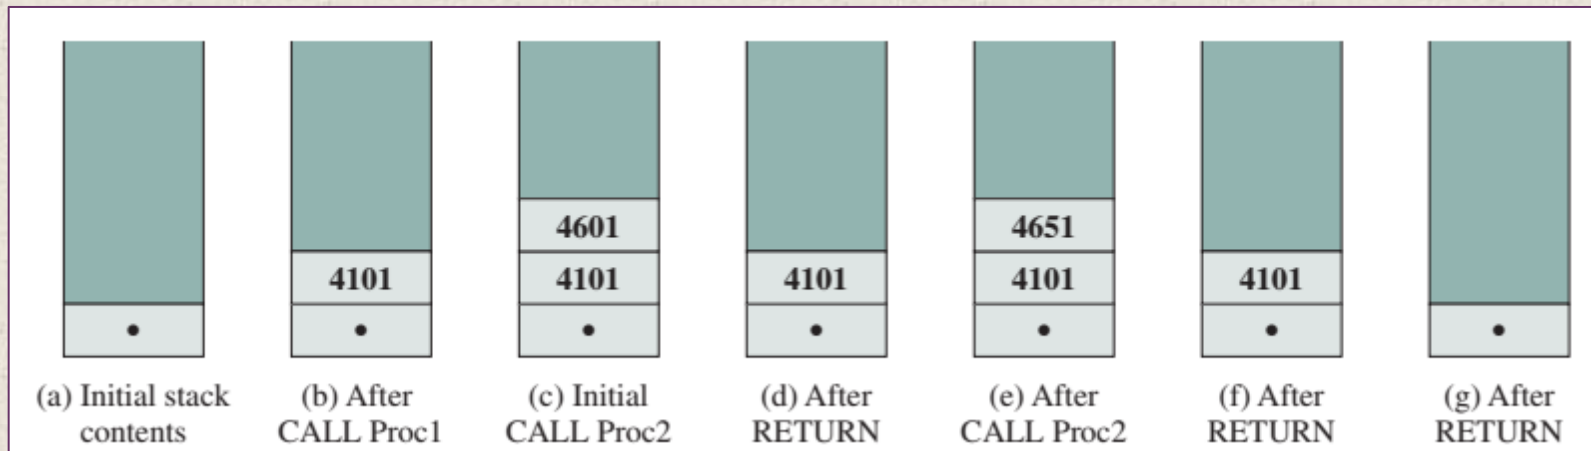 4601
4651
4101
4101
4101
4101
4101
•
•
•
•
•
•
•
(a) Initial stack
contents
(b) After
CALL Proc1
(c) Initial
CALL Proc2
(d) After
RETURN
(e) After
CALL Proc2
(f) After
RETURN
(g) After
RETURN